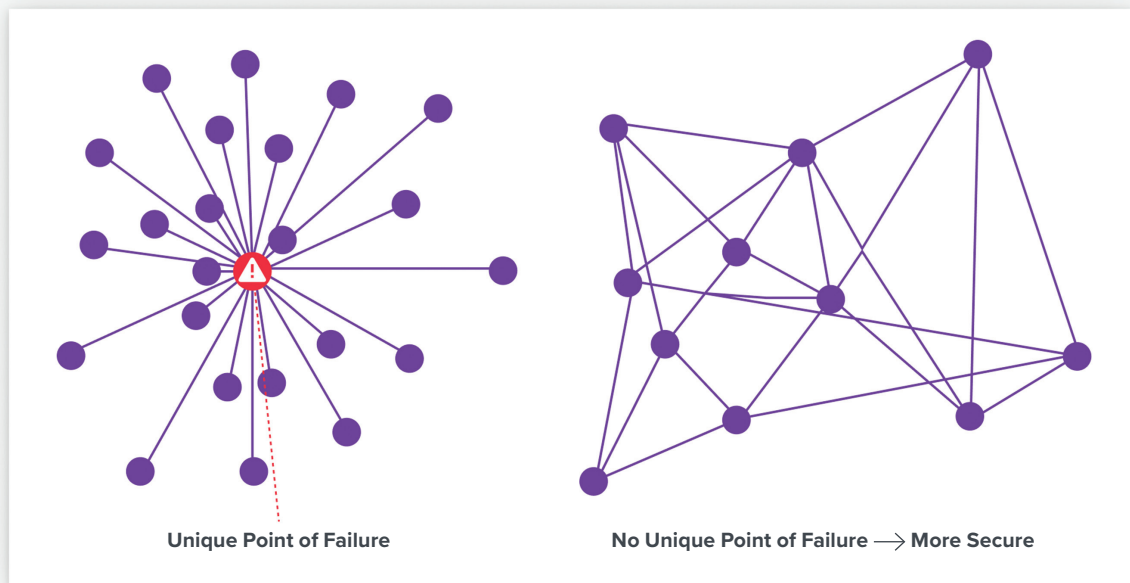 !
Unique Point of Failure
No Unique Point of Failure → More Secure